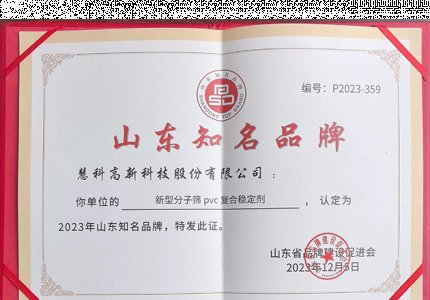 编号：P2023-359
山东知名品牌
慧科高新科技股份有限公司：
你单位的 新型分子筛 pvc 复合稳定剂 ，认定为
2023年山东知名品牌，特发此证。
山东省品牌建设促进会
2023年12月5日